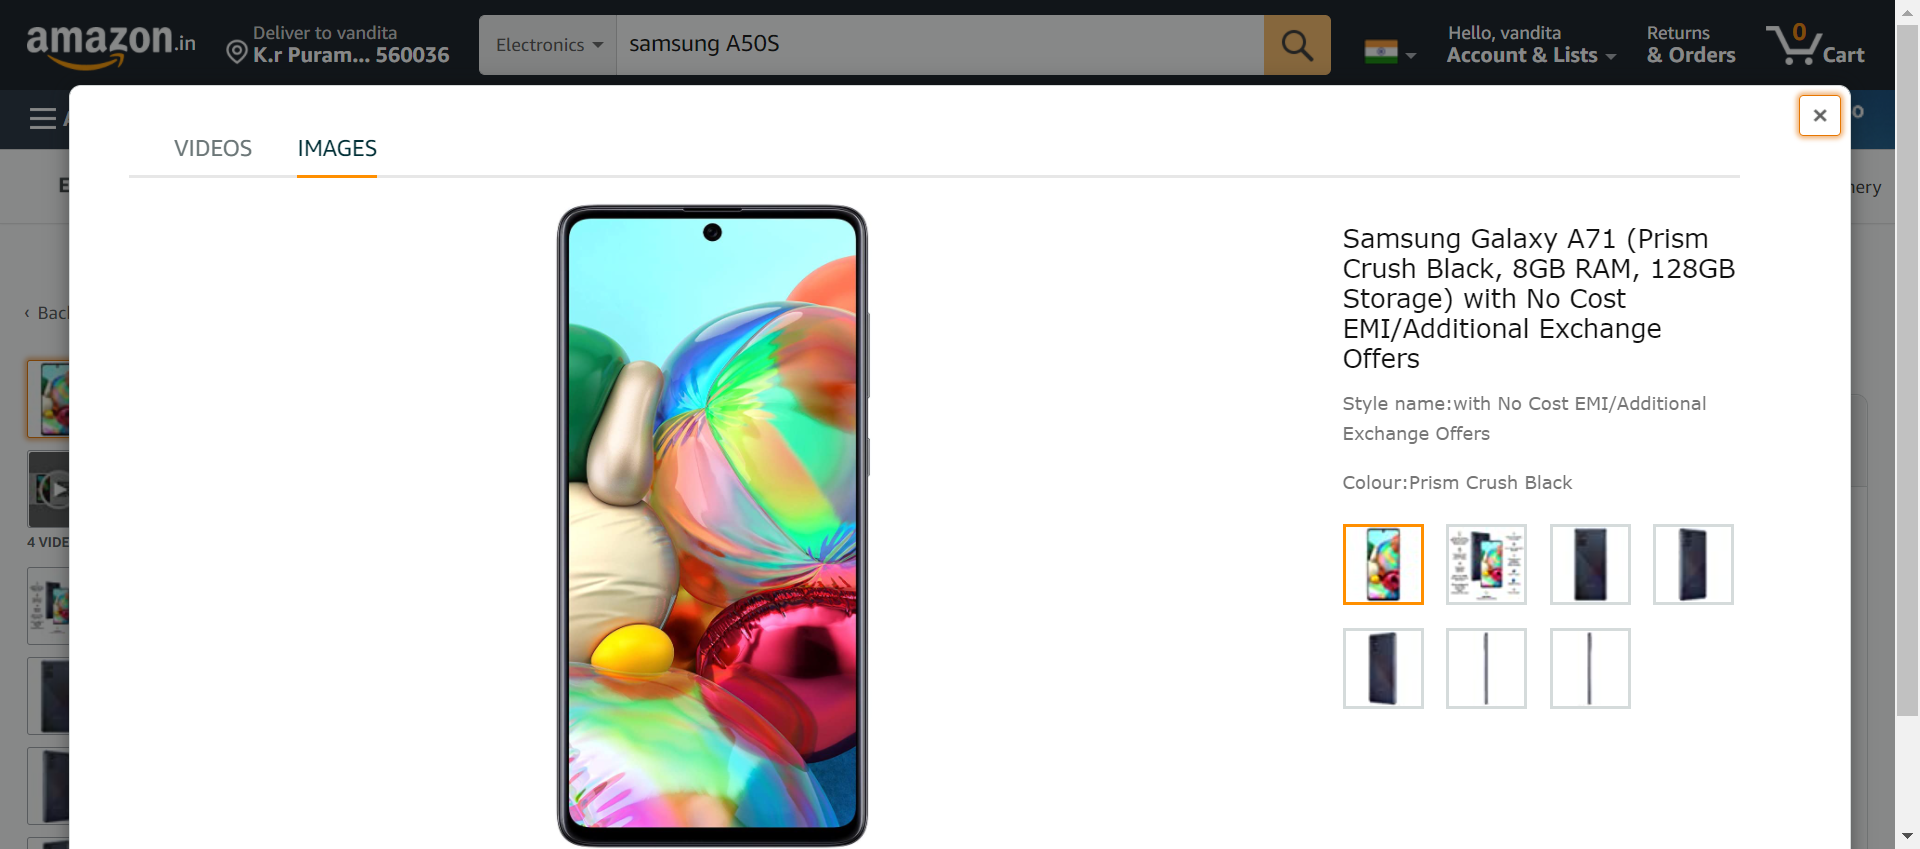 amazon.in
Deliver to vandita
K.r Puram... 560036
Electronics
samsung A50S
Hello, vandita
Account & Lists
Returns
& Orders
0
Cart
VIDEOS
IMAGES
Samsung Galaxy A71 (Prism
Crush Black, 8GB RAM, 128GB
Storage) with No Cost
EMI/Additional Exchange
Offers
Style name:with No Cost EMI/Additional
Exchange Offers
Colour:Prism Crush Black
‹ Bac
4 VIDE